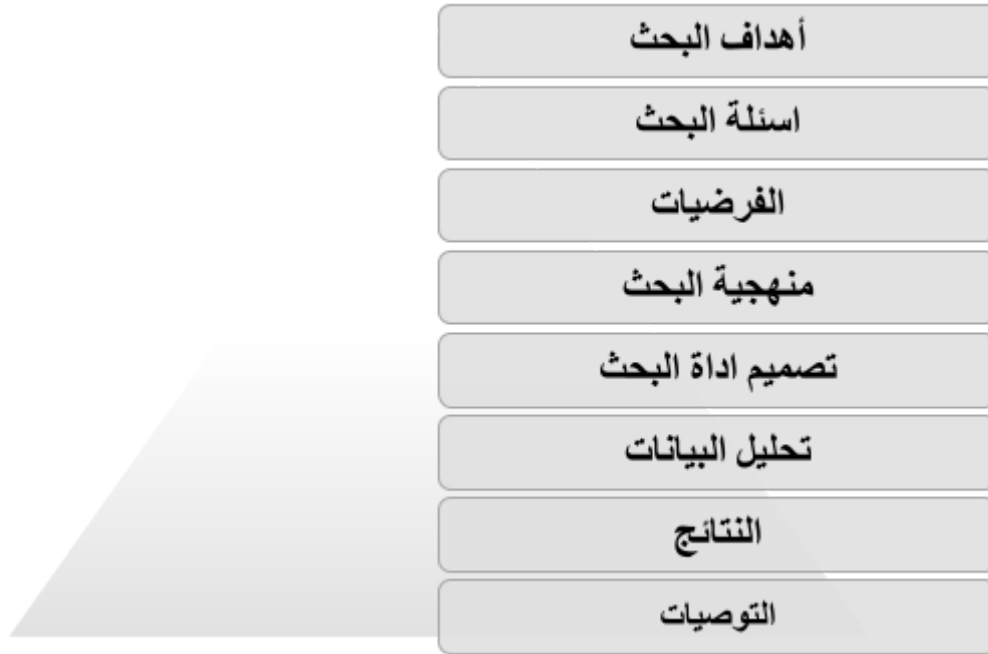 أهداف البحث
اسئلة البحث
الفرضيات
منهجية البحث
تصميم اداة البحث
تحليل البيانات
النتائج
التوصيات